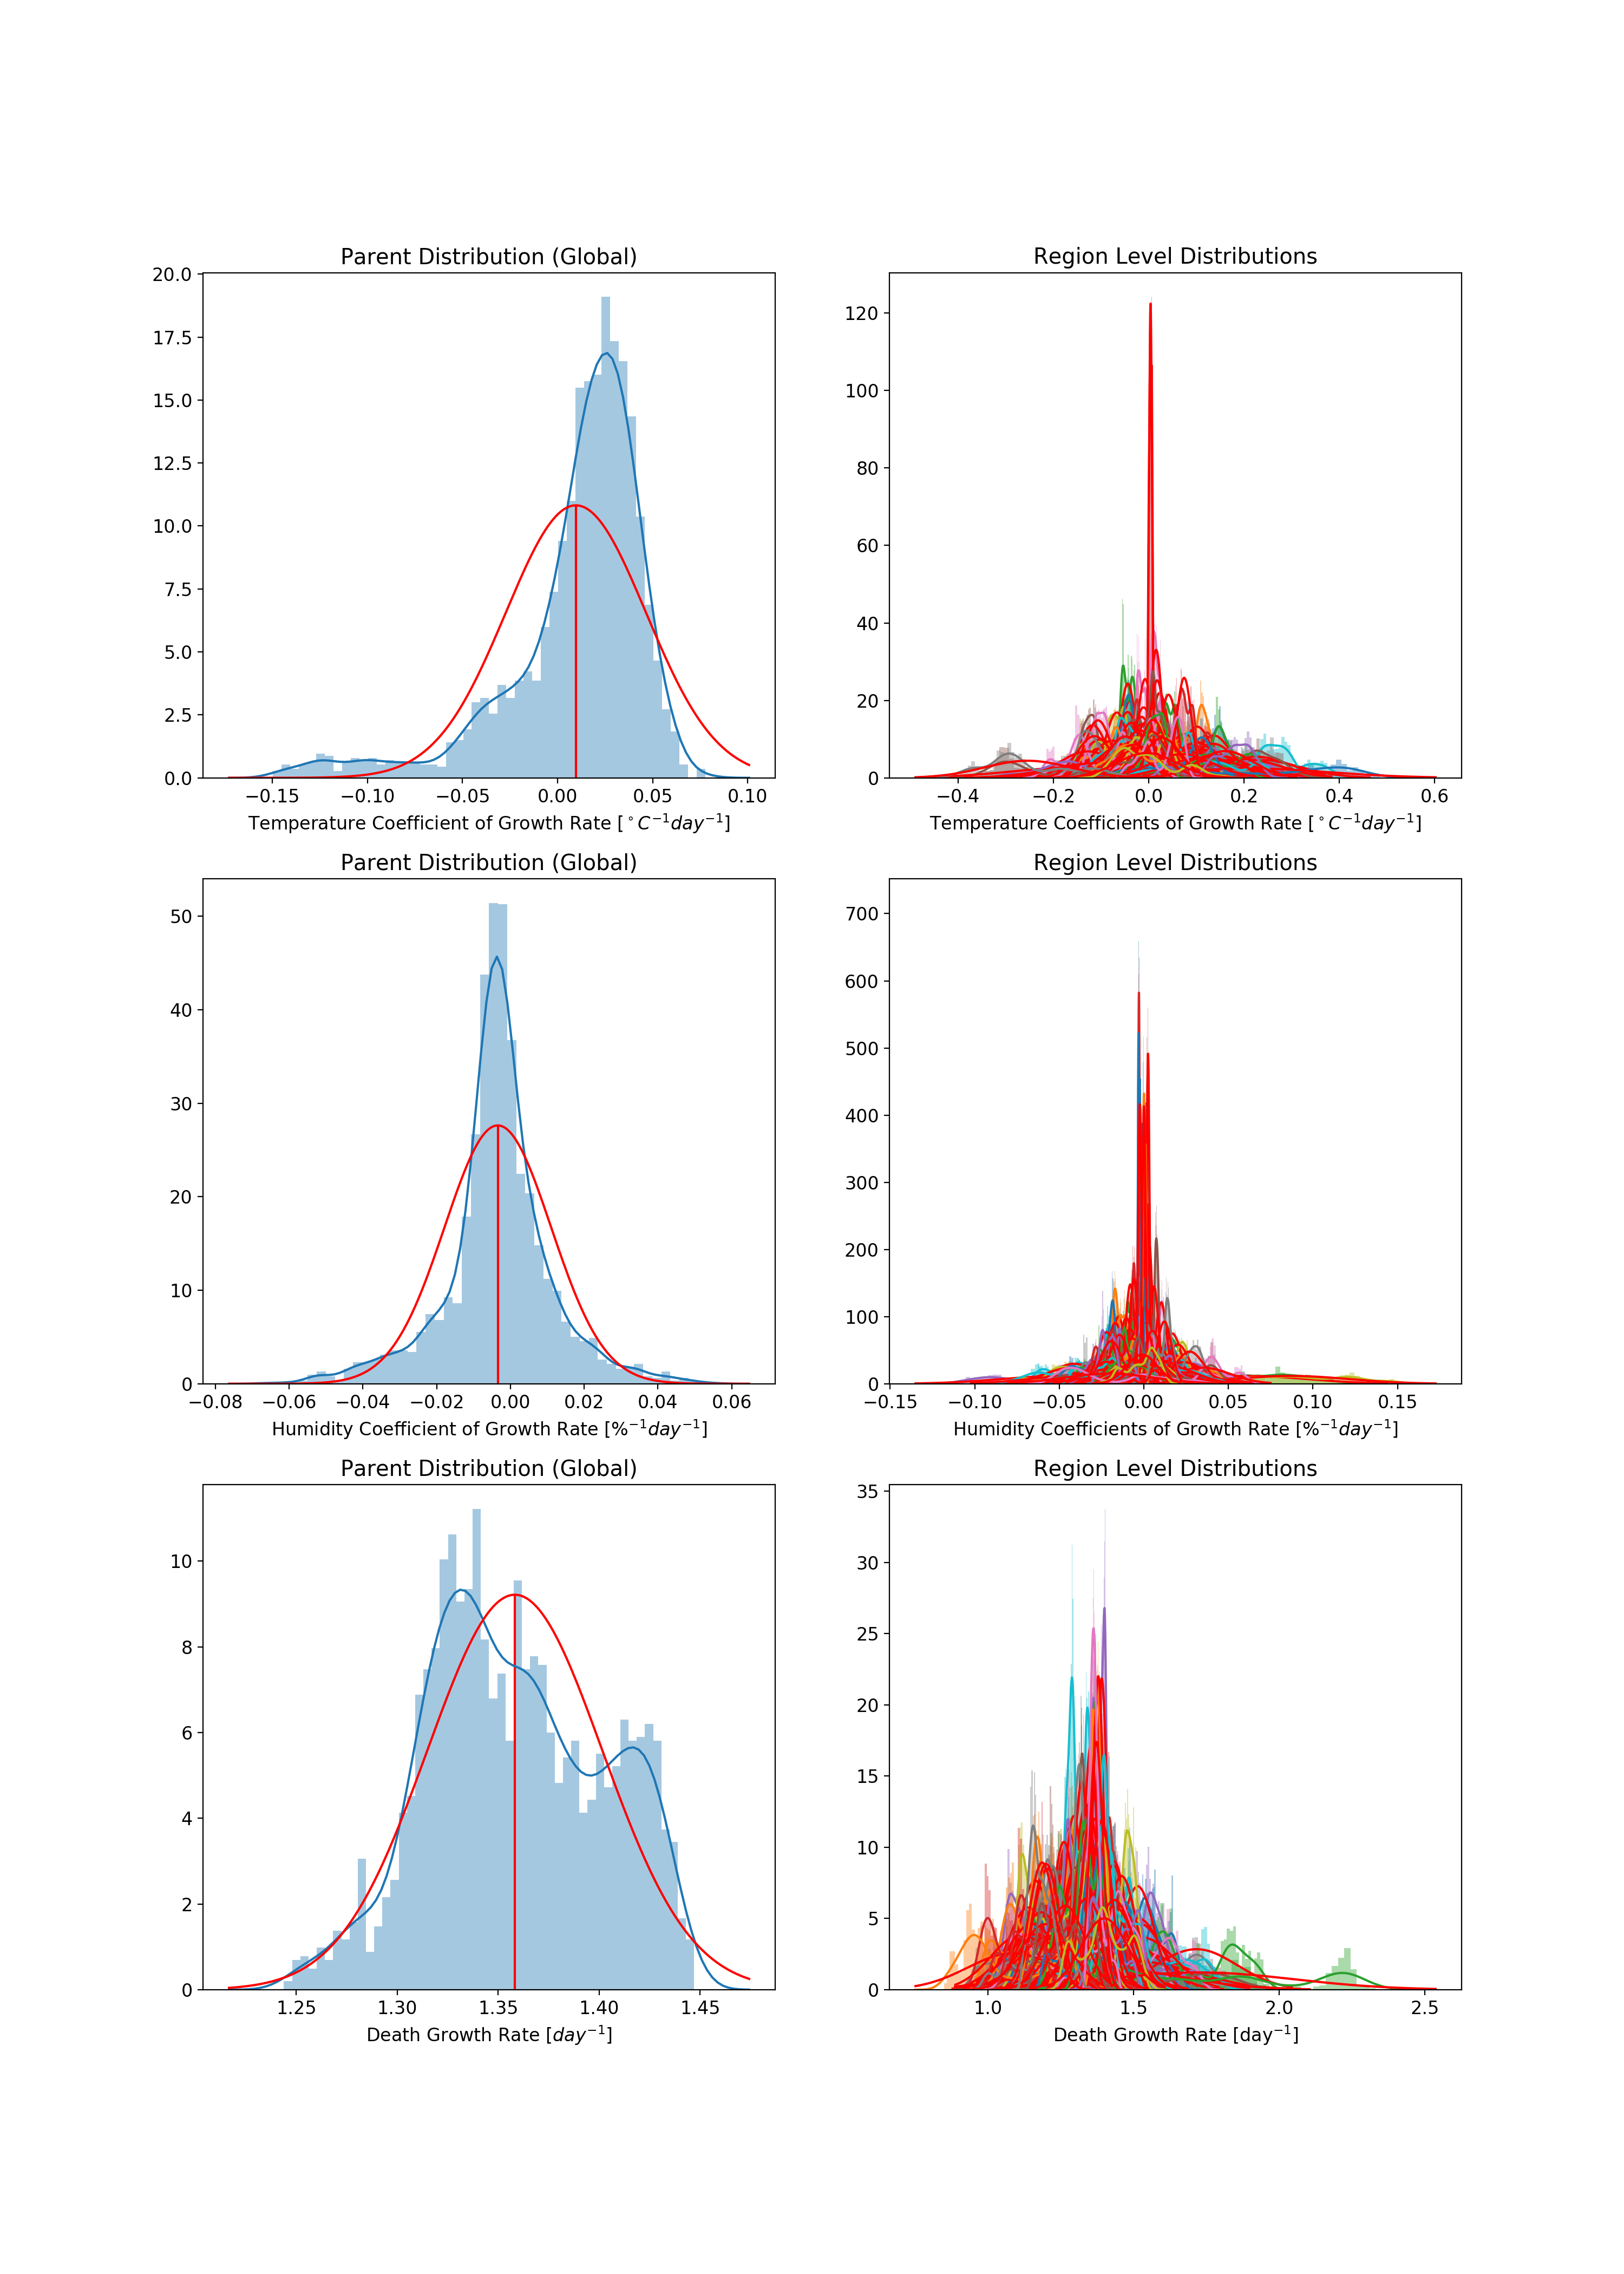 Parent Distribution (Global)
20.0
17.5
15.0
12.5
10.0
7.5
5.0
2.5
0.0
−0.15 −0.10 −0.05 0.00 0.05 0.10
Temperature Coefficient of Growth Rate [°C⁻¹day⁻¹]
Region Level Distributions
120
100
80
60
40
20
0
−0.4 −0.2 0.0 0.2 0.4 0.6
Temperature Coefficients of Growth Rate [°C⁻¹day⁻¹]
Parent Distribution (Global)
50
40
30
20
10
0
−0.08 −0.06 −0.04 −0.02 0.00 0.02 0.04 0.06
Humidity Coefficient of Growth Rate [%⁻¹day⁻¹]
Region Level Distributions
700
600
500
400
300
200
100
0
−0.15 −0.10 −0.05 0.00 0.05 0.10 0.15
Humidity Coefficients of Growth Rate [%⁻¹day⁻¹]
Parent Distribution (Global)
10
8
6
4
2
0
1.25 1.30 1.35 1.40 1.45
Death Growth Rate [day⁻¹]
Region Level Distributions
35
30
25
20
15
10
5
0
1.0 1.5 2.0 2.5
Death Growth Rate [day⁻¹]